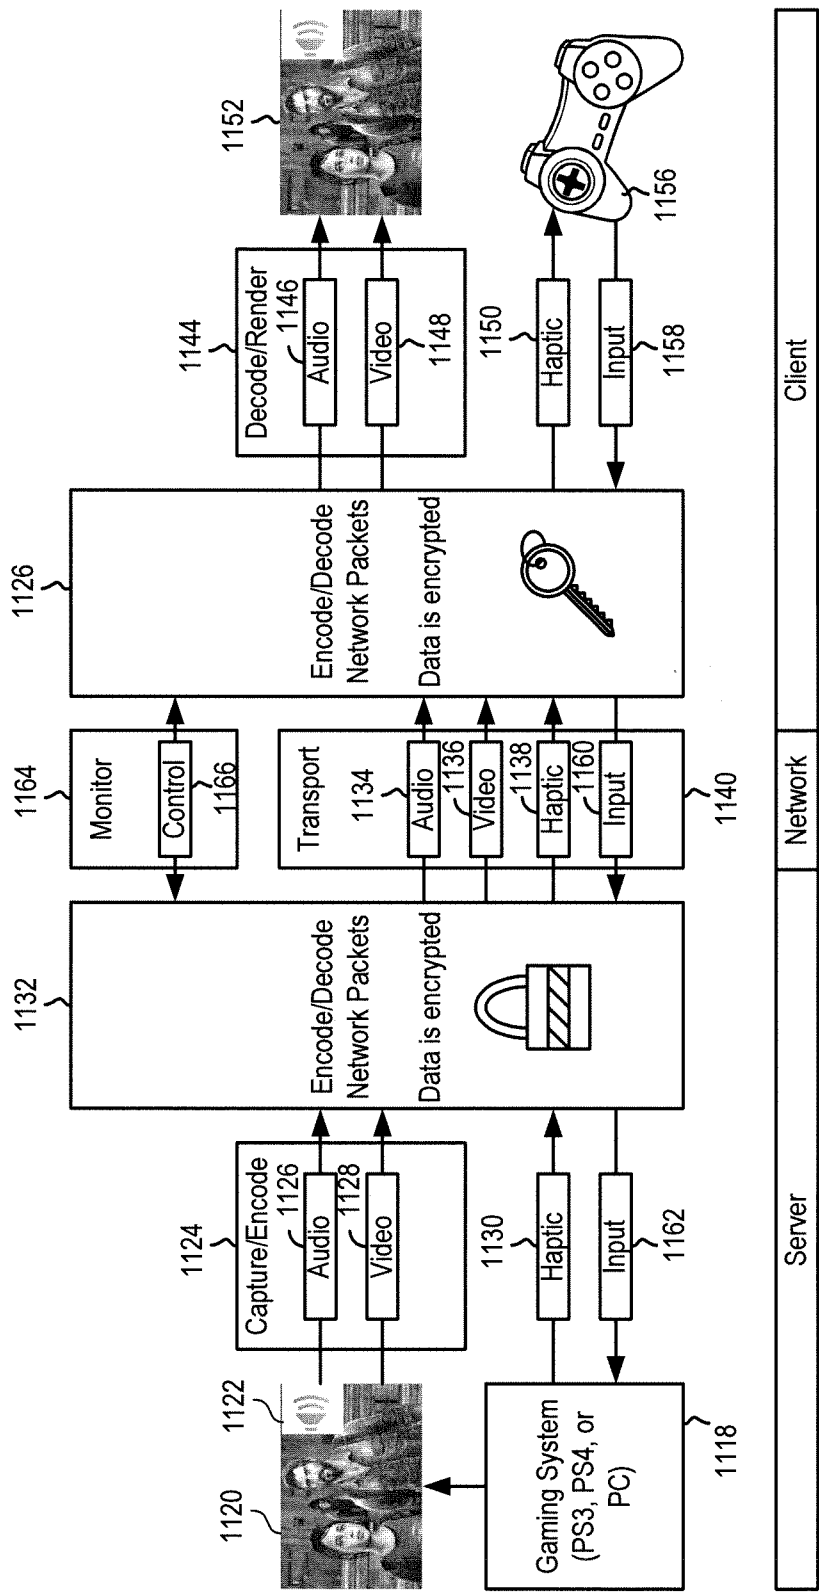 1120
1122
Gaming System
(PS3, PS4, or
PC)
1118
1124
Capture/Encode
1126
Audio
1128
Video
1130
Haptic
Input
1162
1132
Encode/Decode
Network Packets
Data is encrypted
1164
Monitor
Control
1166
Transport
1134
Audio
1136
Video
1138
Haptic
1160
Input
1140
1126
Encode/Decode
Network Packets
Data is encrypted
1144
Decode/Render
1146
Audio
Video
1148
1150
Haptic
Input
1158
1152
1156
Server
Network
Client